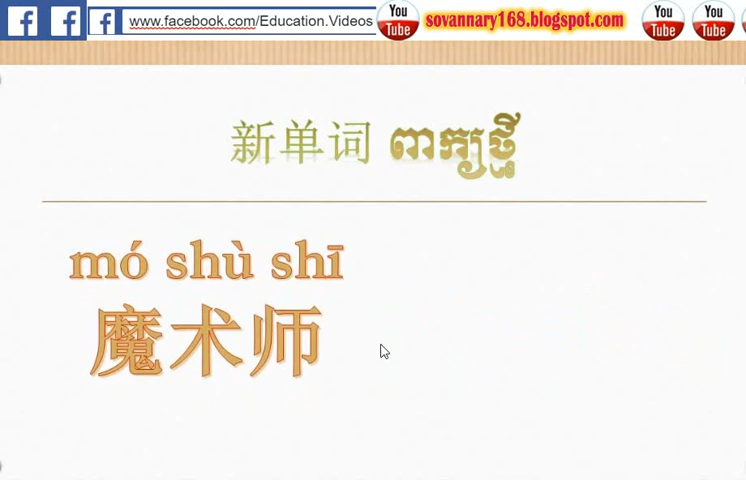 www.facebook.com/Education.Videos You Tube sovannary168.blogspot.com You Tube You Tube
新单词 ពាក្យថ្មី
mó shù shī
魔术师